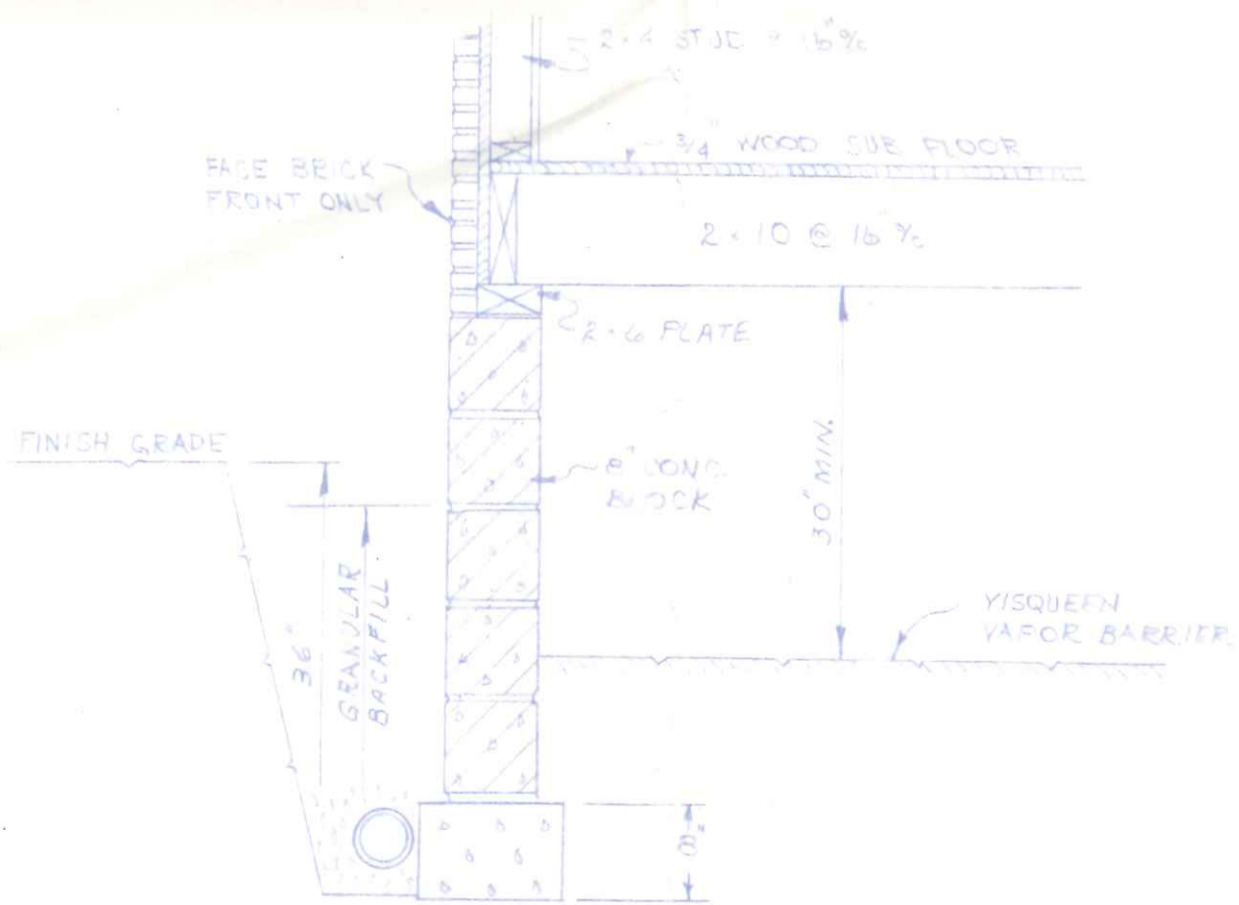 2 x 4 STUD @ 16" o/c
3/4" WOOD SUB FLOOR
FACE BRICK
FRONT ONLY
2 x 10 @ 16" o/c
2 x 6 PLATE
FINISH GRADE
8" CONC.
BLOCK
30" MIN.
36"
GRANULAR
BACKFILL
VISQUEEN
VAPOR BARRIER
8"